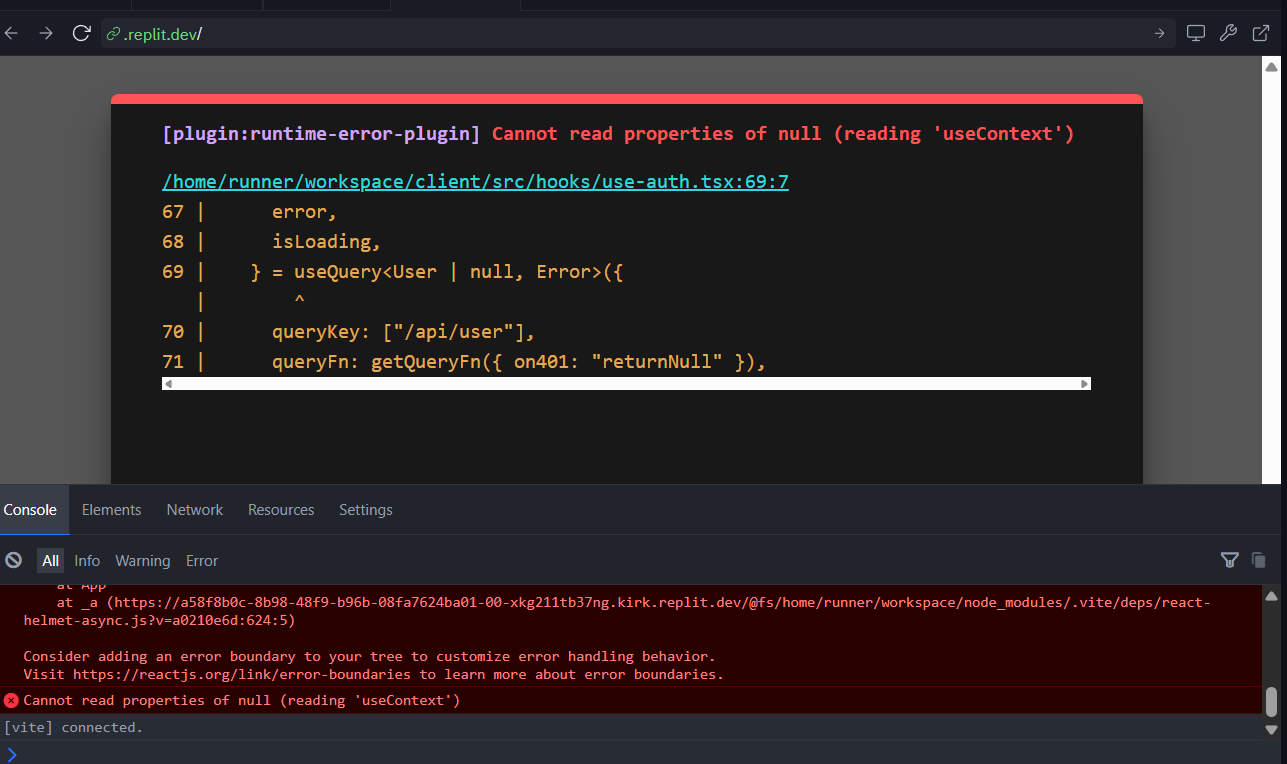 .replit.dev/
[plugin:runtime-error-plugin] Cannot read properties of null (reading 'useContext')
/home/runner/workspace/client/src/hooks/use-auth.tsx:69:7
67 |      error,
68 |      isLoading,
69 |    } = useQuery<User | null, Error>({
   |        ^
70 |      queryKey: ["/api/user"],
71 |      queryFn: getQueryFn({ on401: "returnNull" }),
Console Elements Network Resources Settings
All Info Warning Error
at App
at _a (https://a58f8b0c-8b98-48f9-b96b-08fa7624ba01-00-xkg211tb37ng.kirk.replit.dev/@fs/home/runner/workspace/node_modules/.vite/deps/react-
helmet-async.js?v=a0210e6d:624:5)
Consider adding an error boundary to your tree to customize error handling behavior.
Visit https://reactjs.org/link/error-boundaries to learn more about error boundaries.
Cannot read properties of null (reading 'useContext')
[vite] connected.